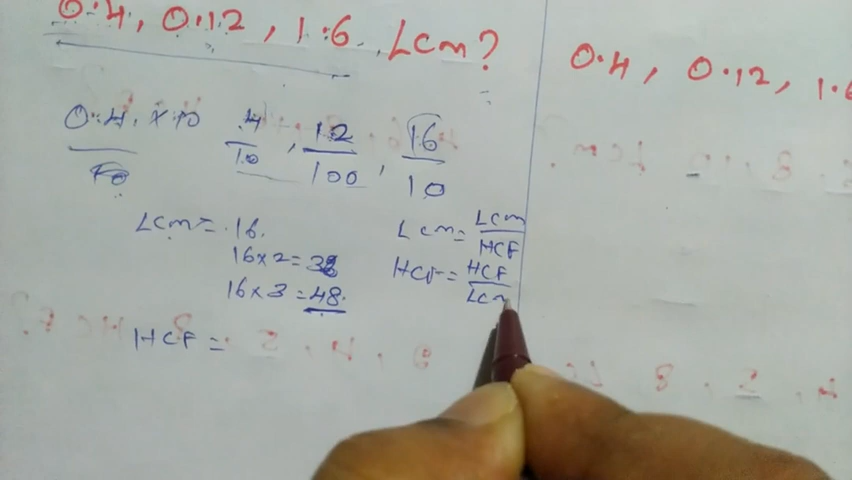 0.4, 0.12, 1.6 Lcm?
0.4, 0.12, 1.6
0.4 × 10
10
4/10, 12/100, 16/10
Lcm = 16.
16×2=32
16×3=48.
Lcm = Lcm/HCF
HCF = HCF/Lcm
HCF =